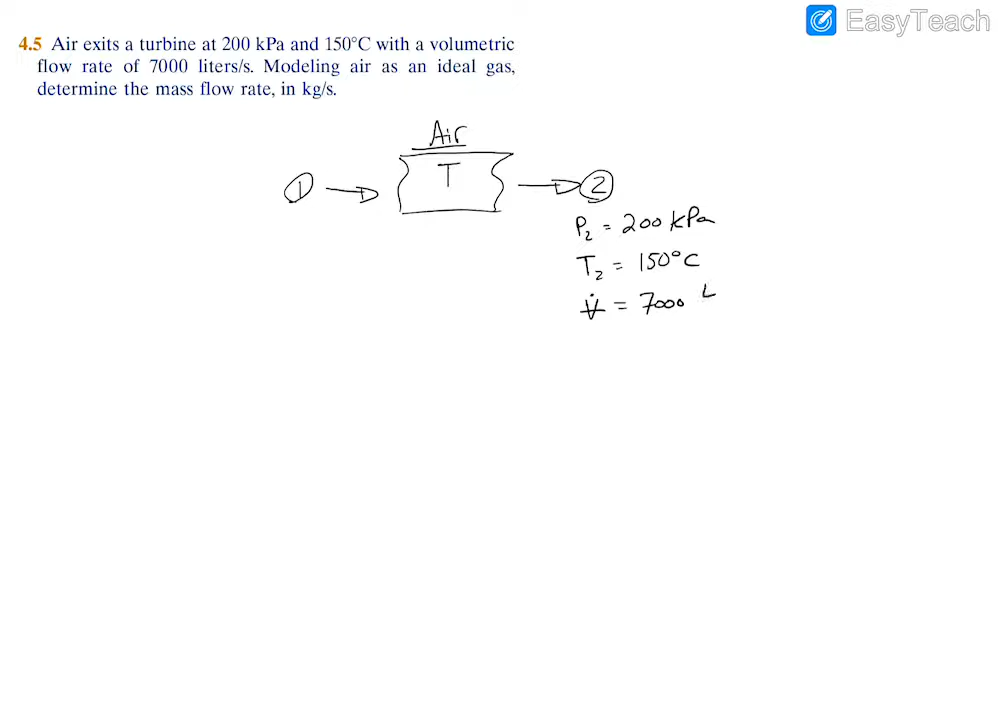 EasyTeach
4.5 Air exits a turbine at 200 kPa and 150°C with a volumetric
flow rate of 7000 liters/s. Modeling air as an ideal gas,
determine the mass flow rate, in kg/s.
Air
T
1
2
P₂ = 200 kPa
T₂ = 150°C
V̇ = 7000 L